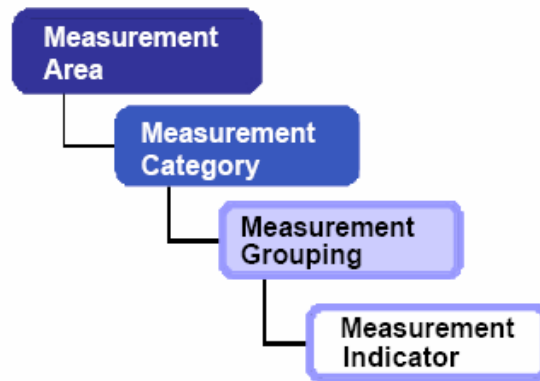 Measurement
Area
Measurement
Category
Measurement
Grouping
Measurement
Indicator